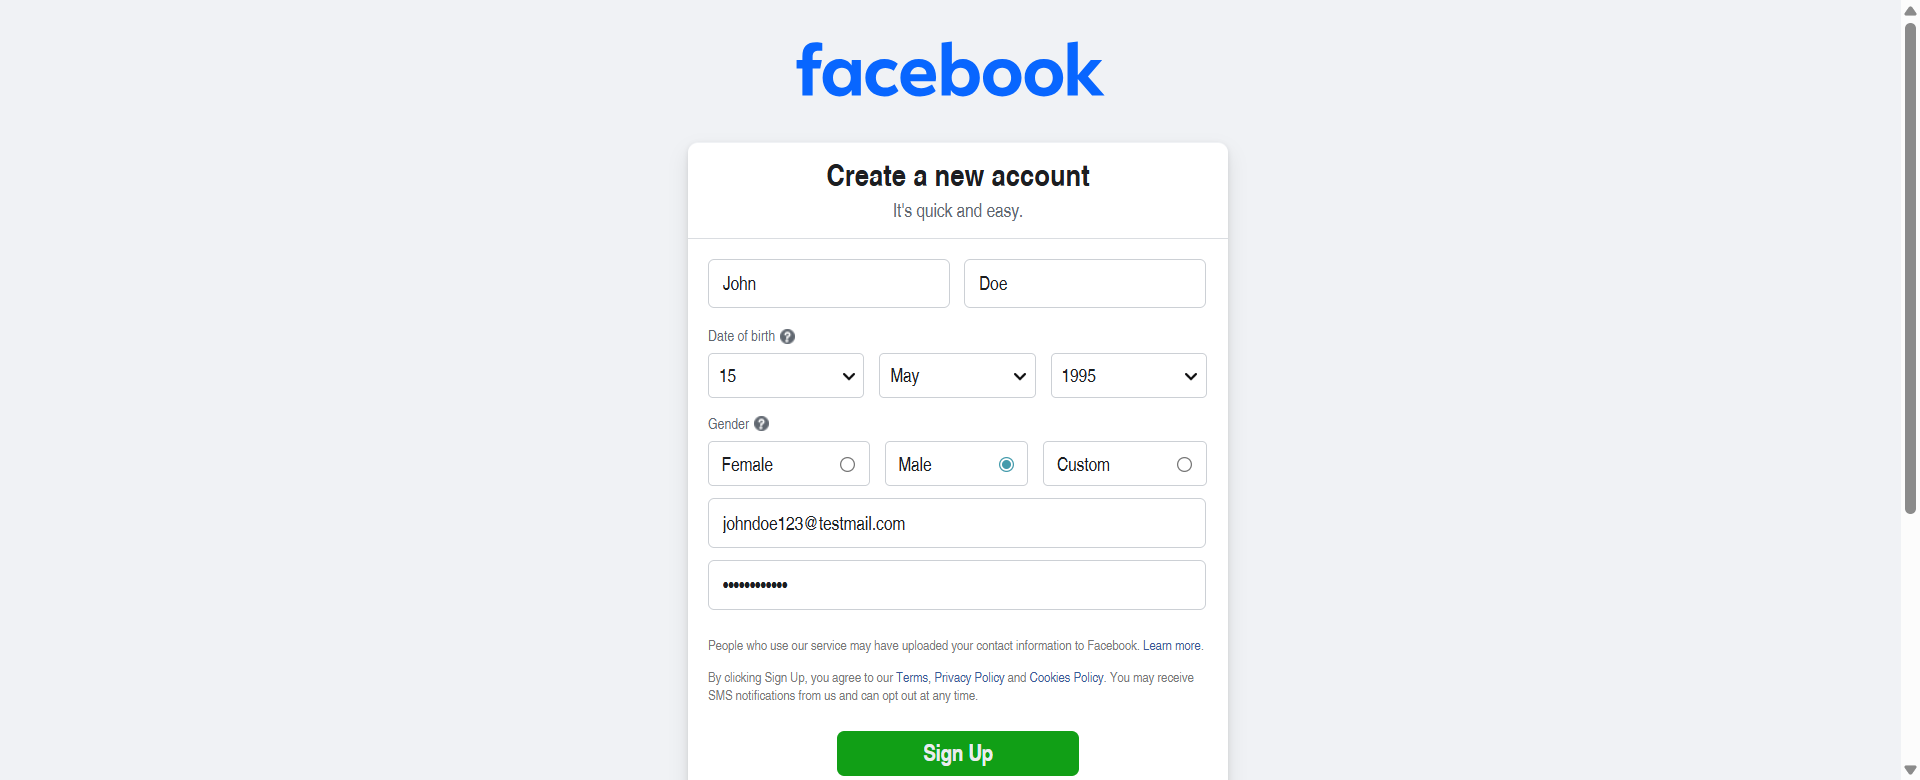 facebook
Create a new account
It's quick and easy.
John Doe
Date of birth ?
15 May 1995
Gender ?
Female Male Custom
johndoe123@testmail.com
••••••••••••
People who use our service may have uploaded your contact information to Facebook. Learn more.
By clicking Sign Up, you agree to our Terms, Privacy Policy and Cookies Policy. You may receive
SMS notifications from us and can opt out at any time.
Sign Up